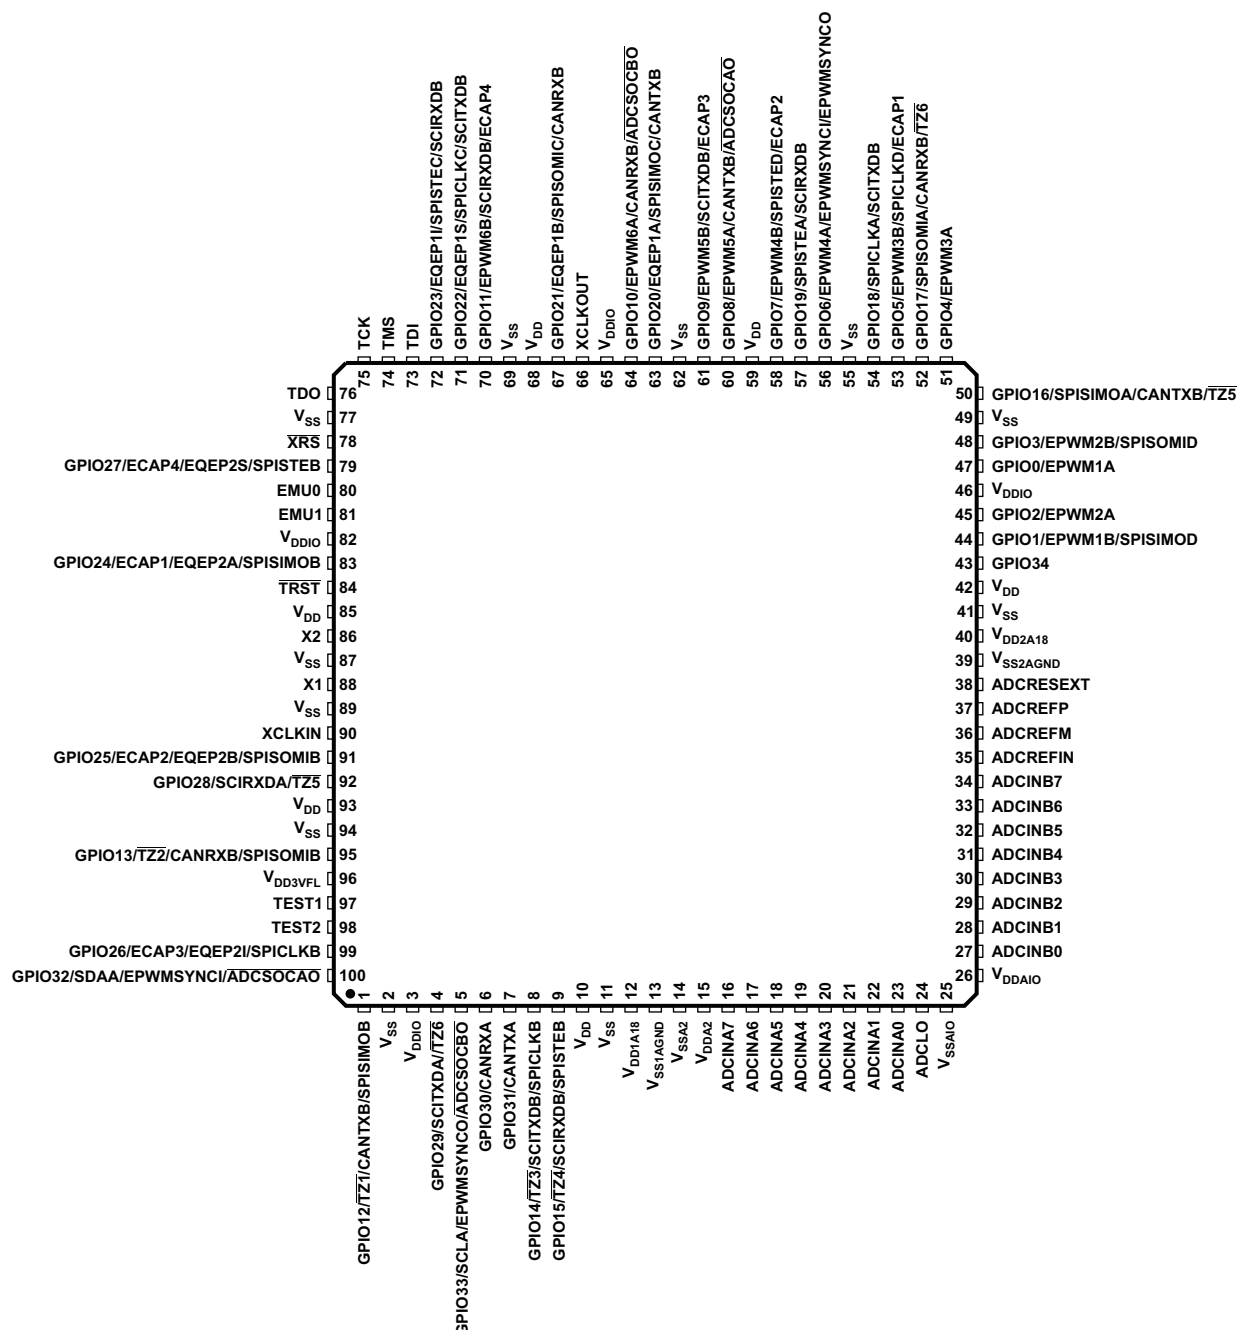 75 TCK
74 TMS
73 TDI
72 GPIO23/EQEP1I/SPISTEC/SCIRXDB
71 GPIO22/EQEP1S/SPICLKC/SCITXDB
70 GPIO11/EPWM6B/SCIRXDB/ECAP4
69 VSS
68 VDD
67 GPIO21/EQEP1B/SPISOMIC/CANRXB
66 XCLKOUT
65 VDDIO
64 GPIO10/EPWM6A/CANRXB/ADCSOCBO
63 GPIO20/EQEP1A/SPISIMOC/CANTXB
62 VSS
61 GPIO9/EPWM5B/SCITXDB/ECAP3
60 GPIO8/EPWM5A/CANTXB/ADCSOCAO
59 VDD
58 GPIO7/EPWM4B/SPISTED/ECAP2
57 GPIO19/SPISTEA/SCIRXDB
56 GPIO6/EPWM4A/EPWMSYNCI/EPWMSYNCO
55 VSS
54 GPIO18/SPICLKA/SCITXDB
53 GPIO5/EPWM3B/SPICLKD/ECAP1
52 GPIO17/SPISOMIA/CANRXB/TZ6
51 GPIO4/EPWM3A
TDO 76
VSS 77
XRS 78
GPIO27/ECAP4/EQEP2S/SPISTEB 79
EMU0 80
EMU1 81
VDDIO 82
GPIO24/ECAP1/EQEP2A/SPISIMOB 83
TRST 84
VDD 85
X2 86
VSS 87
X1 88
VSS 89
XCLKIN 90
GPIO25/ECAP2/EQEP2B/SPISOMIB 91
GPIO28/SCIRXDA/TZ5 92
VDD 93
VSS 94
GPIO13/TZ2/CANRXB/SPISOMIB 95
VDD3VFL 96
TEST1 97
TEST2 98
GPIO26/ECAP3/EQEP2I/SPICLKB 99
GPIO32/SDAA/EPWMSYNCI/ADCSOCAO 100
50 GPIO16/SPISIMOA/CANTXB/TZ5
49 VSS
48 GPIO3/EPWM2B/SPISOMID
47 GPIO0/EPWM1A
46 VDDIO
45 GPIO2/EPWM2A
44 GPIO1/EPWM1B/SPISIMOD
43 GPIO34
42 VDD
41 VSS
40 VDD2A18
39 VSS2AGND
38 ADCRESEXT
37 ADCREFP
36 ADCREFM
35 ADCREFIN
34 ADCINB7
33 ADCINB6
32 ADCINB5
31 ADCINB4
30 ADCINB3
29 ADCINB2
28 ADCINB1
27 ADCINB0
26 VDDAIO
1 GPIO12/TZ1/CANTXB/SPISIMOB
2 VSS
3 VDDIO
4 GPIO29/SCITXDA//TZ6
5 GPIO33/SCLA/EPWMSYNCO/ADCSOCBO
6 GPIO30/CANRXA
7 GPIO31/CANTXA
8 GPIO14/TZ3/SCITXDB/SPICLKB
9 GPIO15/TZ4/SCIRXDB/SPISTEB
10 VDD
11 VSS
12 VDD1A18
13 VSS1AGND
14 VSSA2
15 VDDA2
16 ADCINA7
17 ADCINA6
18 ADCINA5
19 ADCINA4
20 ADCINA3
21 ADCINA2
22 ADCINA1
23 ADCINA0
24 ADCLO
25 VSSAIO